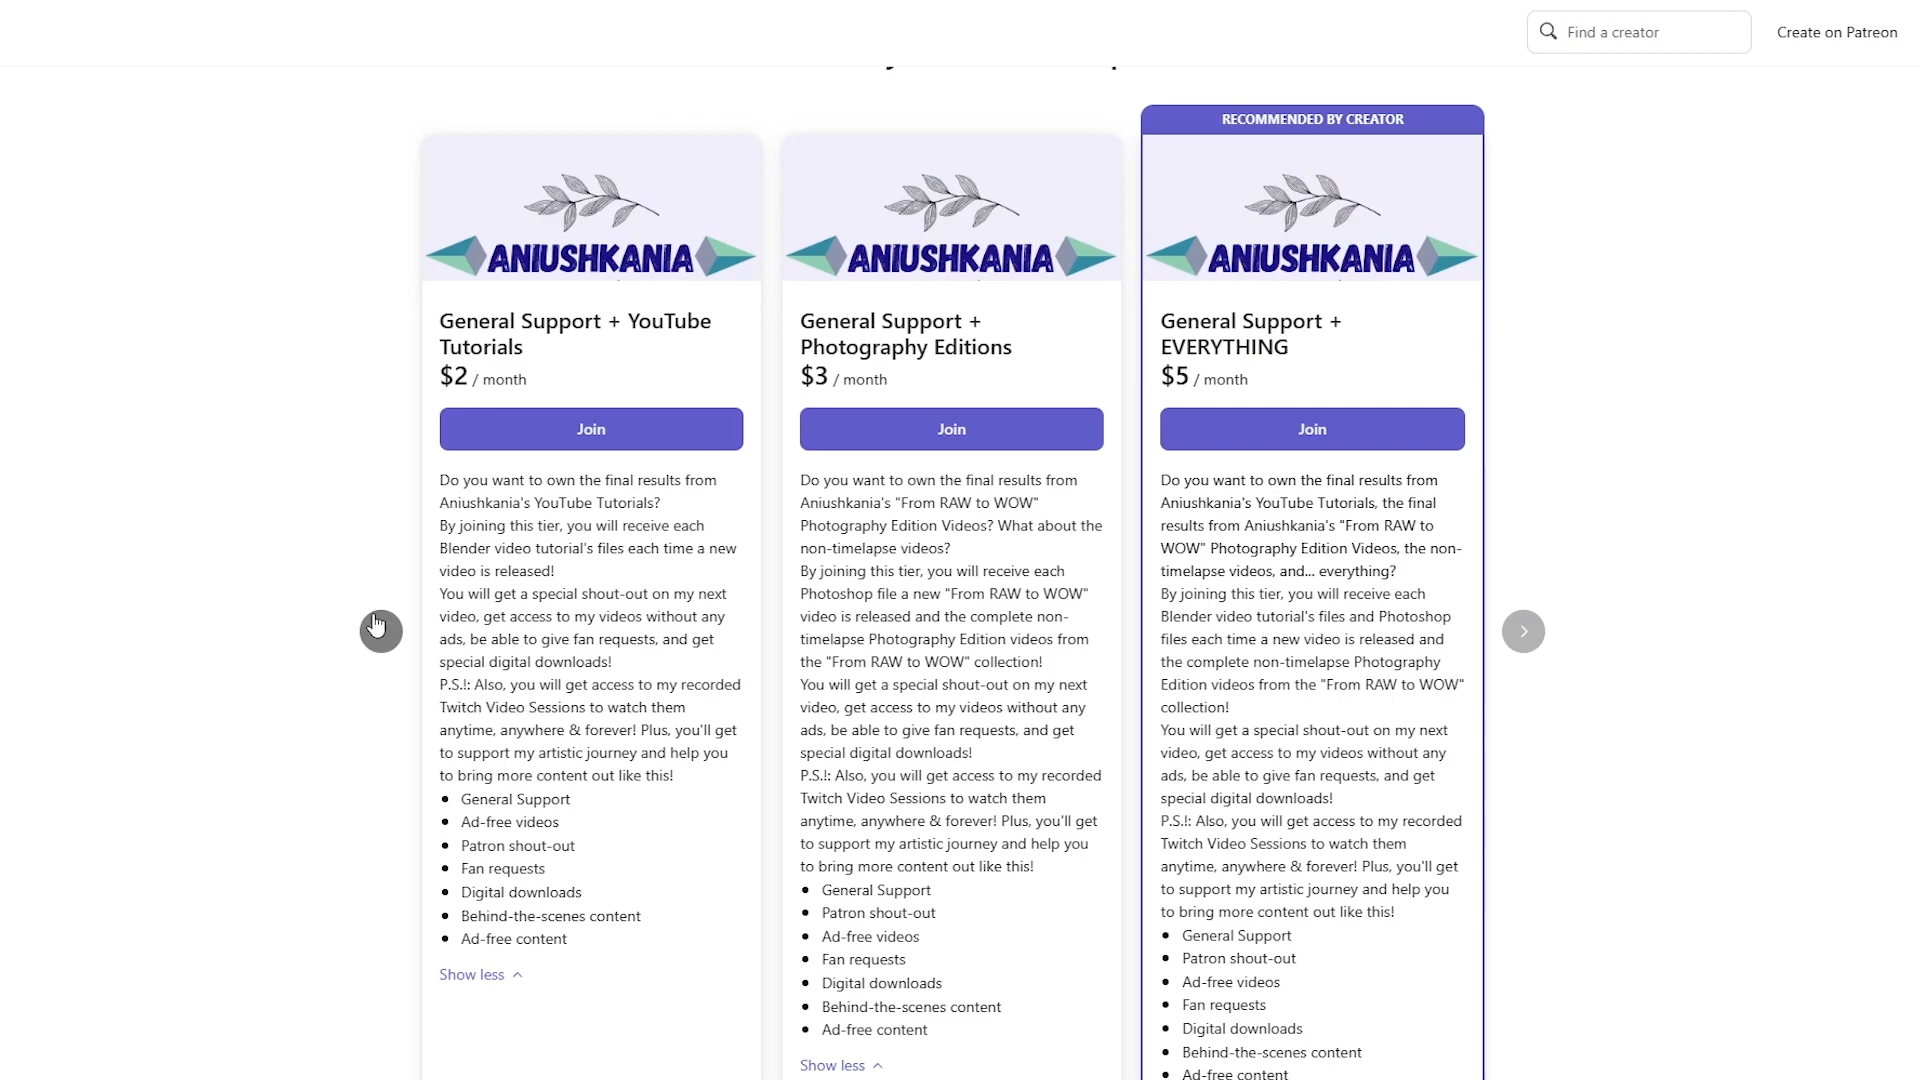 Find a creator
Create on Patreon
RECOMMENDED BY CREATOR
ANIUSHKANIA
General Support + YouTube
Tutorials
$2 / month
Join
Do you want to own the final results from
Aniushkania's YouTube Tutorials?
By joining this tier, you will receive each
Blender video tutorial's files each time a new
video is released!
You will get a special shout-out on my next
video, get access to my videos without any
ads, be able to give fan requests, and get
special digital downloads!
P.S.!: Also, you will get access to my recorded
Twitch Video Sessions to watch them
anytime, anywhere & forever! Plus, you'll get
to support my artistic journey and help you
to bring more content out like this!
General Support
Ad-free videos
Patron shout-out
Fan requests
Digital downloads
Behind-the-scenes content
Ad-free content
Show less
ANIUSHKANIA
General Support +
Photography Editions
$3 / month
Join
Do you want to own the final results from
Aniushkania's "From RAW to WOW"
Photography Edition Videos? What about the
non-timelapse videos?
By joining this tier, you will receive each
Photoshop file a new "From RAW to WOW"
video is released and the complete non-
timelapse Photography Edition videos from
the "From RAW to WOW" collection!
You will get a special shout-out on my next
video, get access to my videos without any
ads, be able to give fan requests, and get
special digital downloads!
P.S.!: Also, you will get access to my recorded
Twitch Video Sessions to watch them
anytime, anywhere & forever! Plus, you'll get
to support my artistic journey and help you
to bring more content out like this!
General Support
Patron shout-out
Ad-free videos
Fan requests
Digital downloads
Behind-the-scenes content
Ad-free content
Show less
ANIUSHKANIA
General Support +
EVERYTHING
$5 / month
Join
Do you want to own the final results from
Aniushkania's YouTube Tutorials, the final
results from Aniushkania's "From RAW to
WOW" Photography Edition Videos, the non-
timelapse videos, and... everything?
By joining this tier, you will receive each
Blender video tutorial's files and Photoshop
files each time a new video is released and
the complete non-timelapse Photography
Edition videos from the "From RAW to WOW"
collection!
You will get a special shout-out on my next
video, get access to my videos without any
ads, be able to give fan requests, and get
special digital downloads!
P.S.!: Also, you will get access to my recorded
Twitch Video Sessions to watch them
anytime, anywhere & forever! Plus, you'll get
to support my artistic journey and help you
to bring more content out like this!
General Support
Patron shout-out
Ad-free videos
Fan requests
Digital downloads
Behind-the-scenes content
Ad-free content